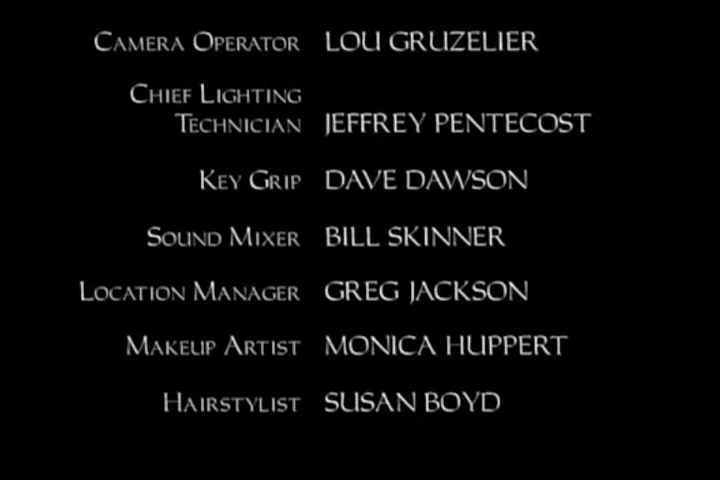 CAMERA OPERATOR LOU GRUZELIER
CHIEF LIGHTING
TECHNICIAN JEFFREY PENTECOST
KEY GRIP DAVE DAWSON
SOUND MIXER BILL SKINNER
LOCATION MANAGER GREG JACKSON
MAKEUP ARTIST MONICA HUPPERT
HAIRSTYLIST SUSAN BOYD